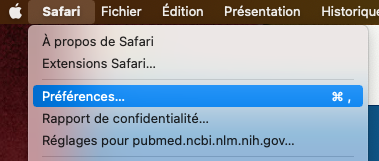 Safari Fichier Édition Présentation Historique
À propos de Safari
Extensions Safari...
Préférences... ⌘ ,
Rapport de confidentialité...
Réglages pour pubmed.ncbi.nlm.nih.gov...